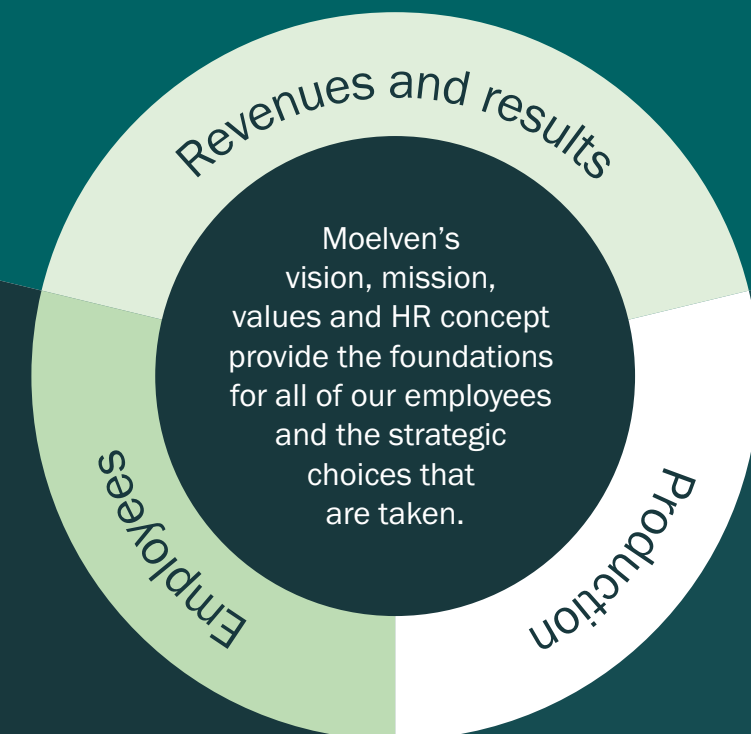 Revenues and results
Moelven’s
vision, mission,
values and HR concept
provide the foundations
for all of our employees
and the strategic
choices that
are taken.
Employees
Production